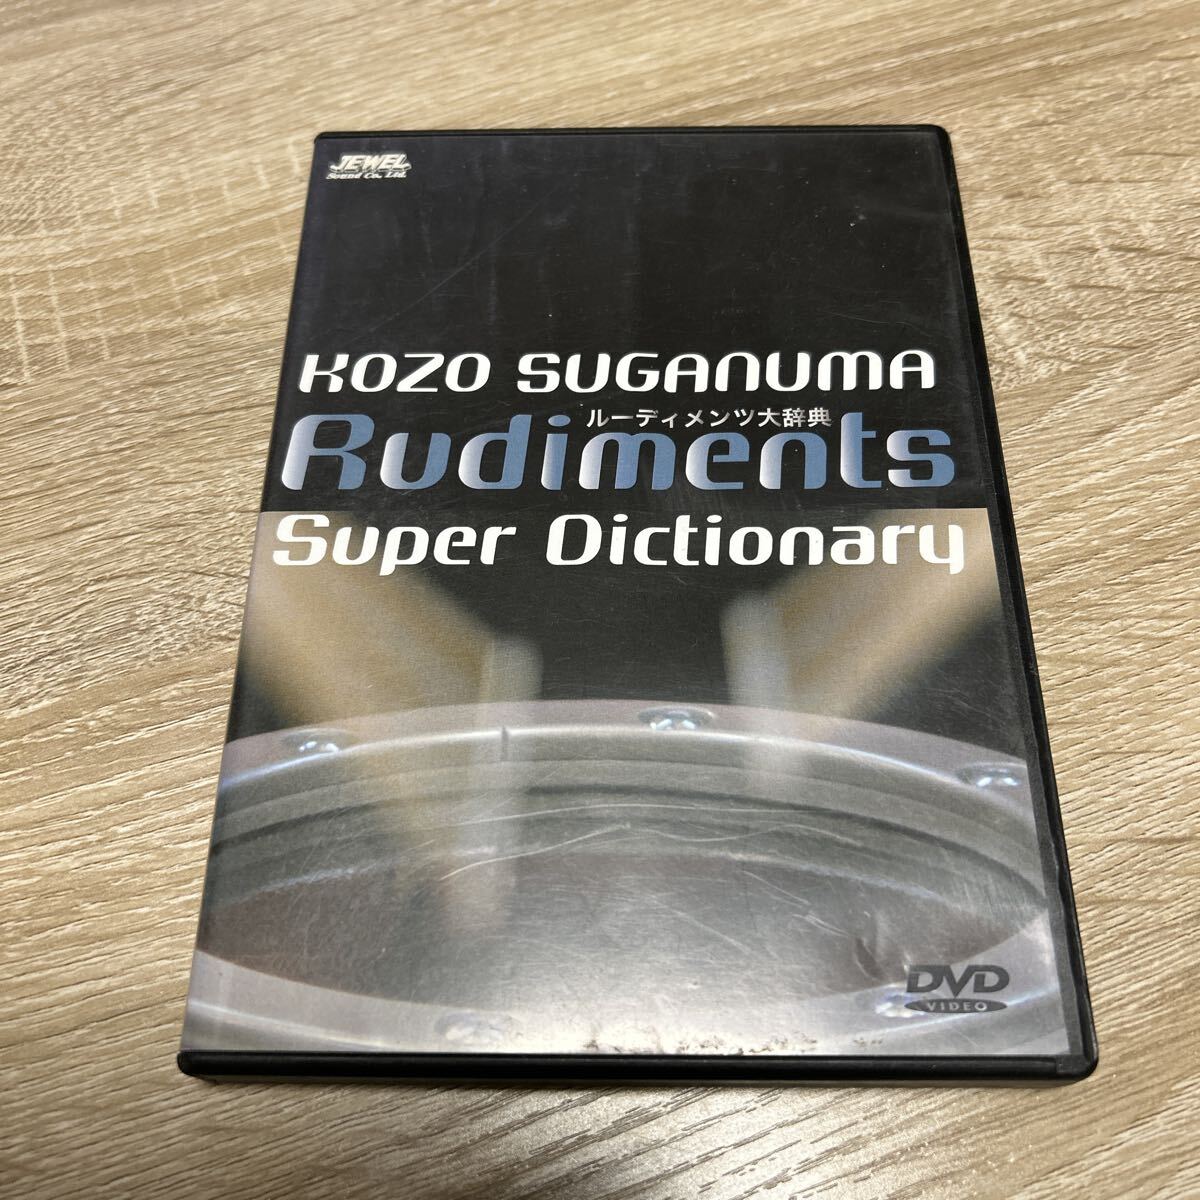 JEWEL
Sound Co., Ltd.
KOZO SUGANUMA
ルーディメンツ大辞典
Rudiments
Super Dictionary
DVD
VIDEO